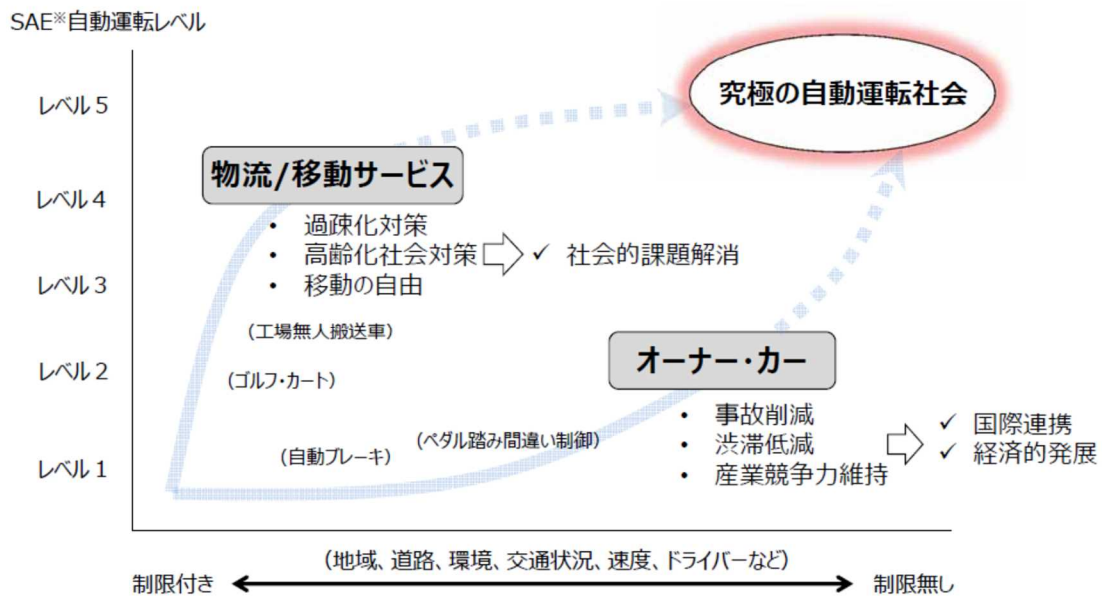 SAE※自動運転レベル
レベル5
レベル4
レベル3
レベル2
レベル1
究極の自動運転社会
物流/移動サービス
• 過疎化対策
• 高齢化社会対策
• 移動の自由
✓ 社会的課題解消
(工場無人搬送車)
(ゴルフ・カート)
(自動ブレーキ)
(ペダル踏み間違い制御)
オーナー・カー
• 事故削減
• 渋滞低減
• 産業競争力維持
✓ 国際連携
✓ 経済的発展
(地域、道路、環境、交通状況、速度、ドライバーなど)
制限付き
制限無し